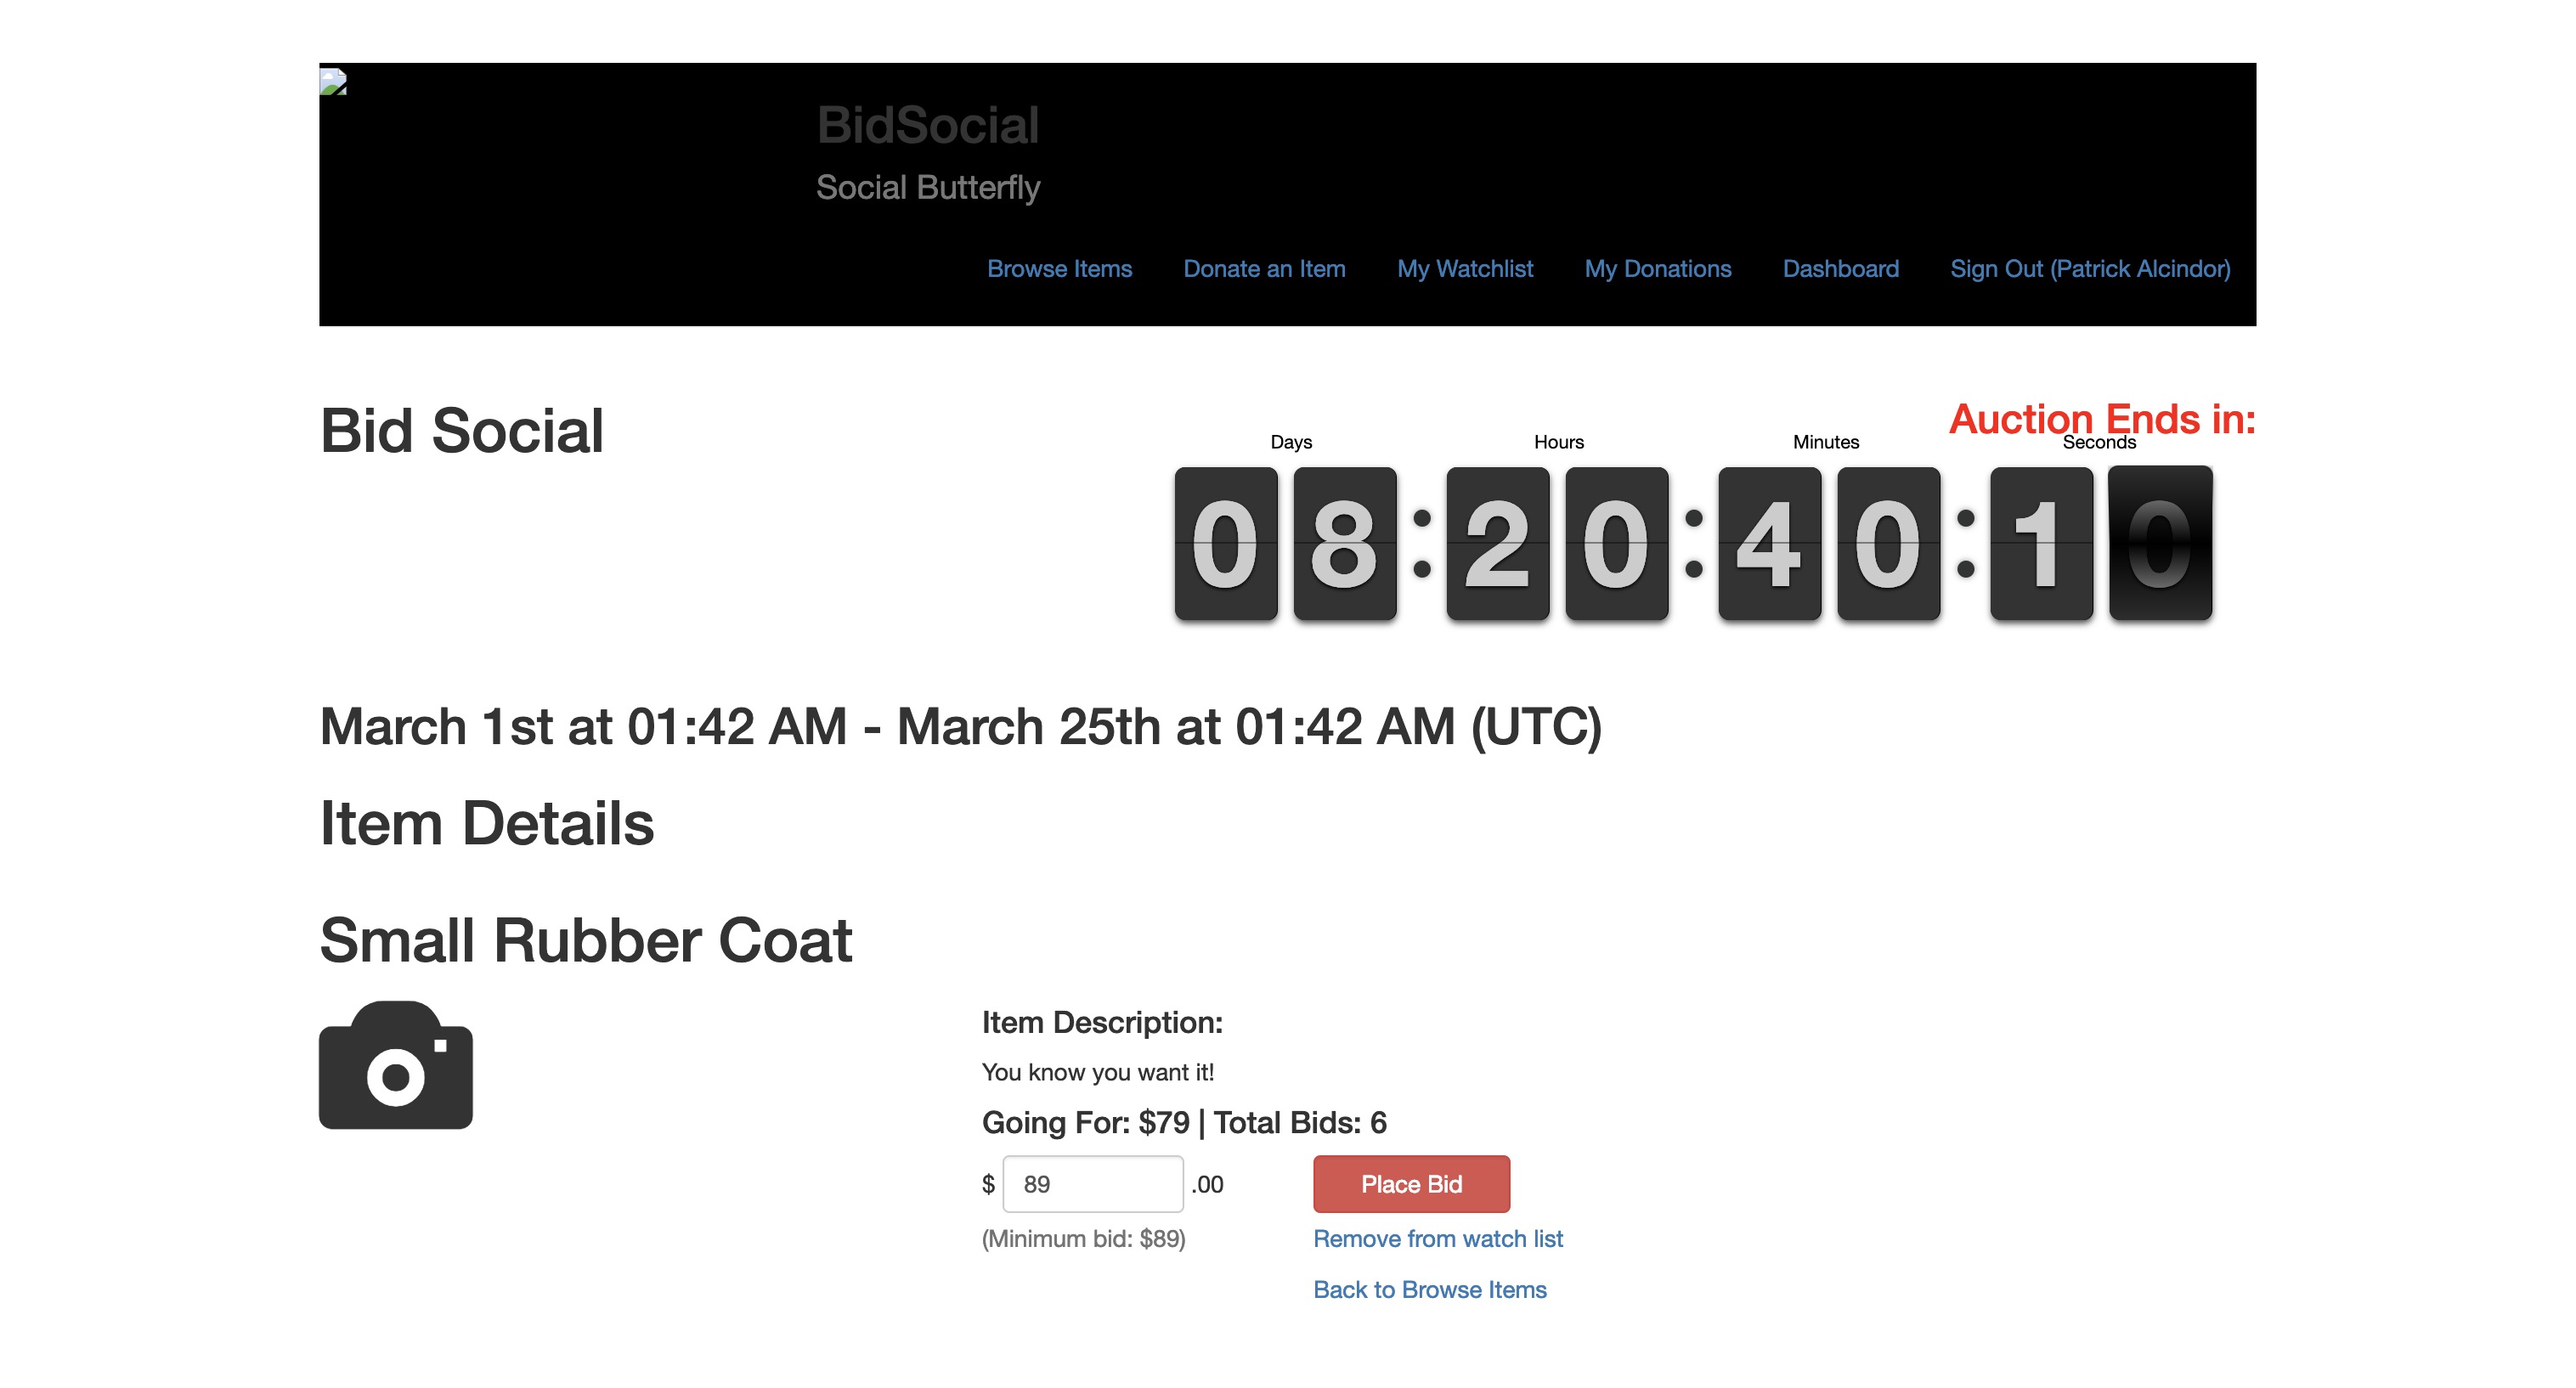 BidSocial
Social Butterfly
Browse Items Donate an Item My Watchlist My Donations Dashboard Sign Out (Patrick Alcindor)
Bid Social
Auction Ends in:
Days Hours Minutes Seconds
08:20:40:10
March 1st at 01:42 AM - March 25th at 01:42 AM (UTC)
Item Details
Small Rubber Coat
Item Description:
You know you want it!
Going For: $79 | Total Bids: 6
$ 89 .00 Place Bid
(Minimum bid: $89) Remove from watch list
Back to Browse Items